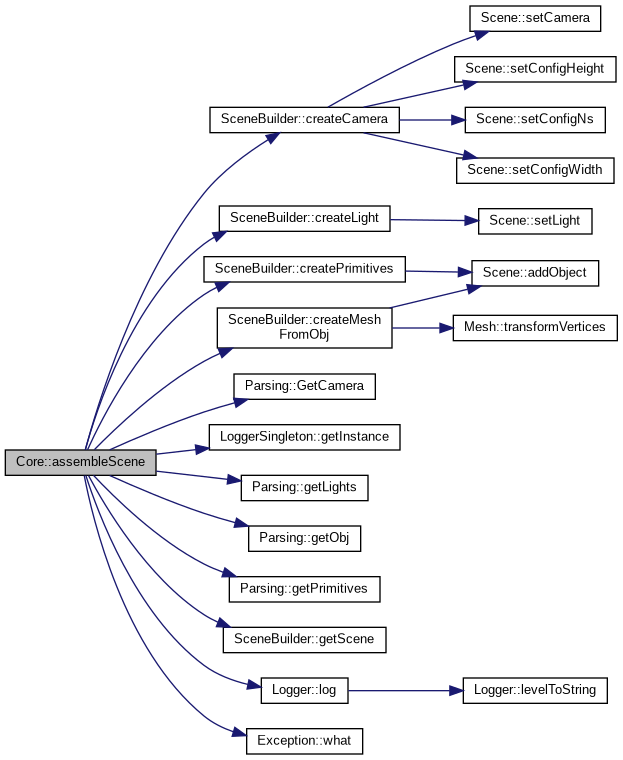 Core::assembleScene
SceneBuilder::createCamera
Scene::setCamera
Scene::setConfigHeight
Scene::setConfigNs
Scene::setConfigWidth
SceneBuilder::createLight
Scene::setLight
SceneBuilder::createPrimitives
Scene::addObject
SceneBuilder::createMesh
FromObj
Mesh::transformVertices
Parsing::GetCamera
LoggerSingleton::getInstance
Parsing::getLights
Parsing::getObj
Parsing::getPrimitives
SceneBuilder::getScene
Logger::log
Logger::levelToString
Exception::what